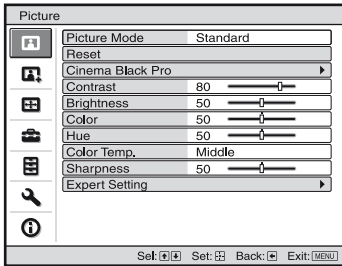 Picture
Picture Mode Standard
Reset
Cinema Black Pro
Contrast 80
Brightness 50
Color 50
Hue 50
Color Temp. Middle
Sharpness 50
Expert Setting
Sel: Set: Back: Exit: MENU